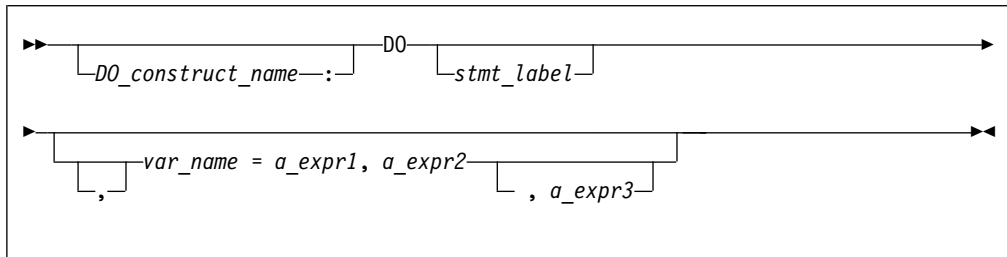 DO
DO_construct_name : stmt_label
var_name = a_expr1, a_expr2
, , a_expr3